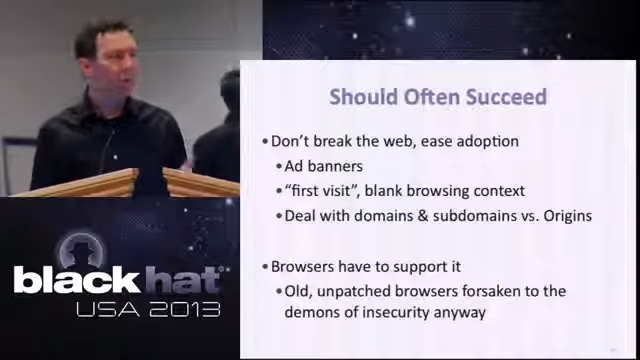 Should Often Succeed
•Don't break the web, ease adoption
•Ad banners
•"first visit", blank browsing context
•Deal with domains & subdomains vs. Origins
•Browsers have to support it
•Old, unpatched browsers forsaken to the
demons of insecurity anyway
black hat®
USA 2013